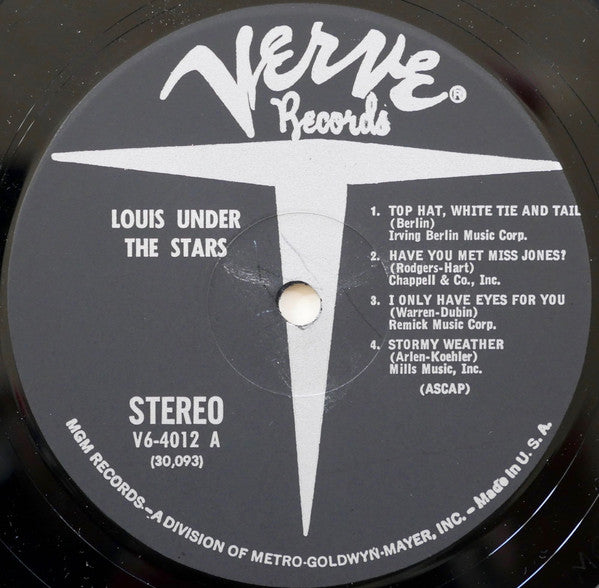 VERVE ®
Records
LOUIS UNDER
THE STARS
1. TOP HAT, WHITE TIE AND TAIL
(Berlin)
Irving Berlin Music Corp.
2. HAVE YOU MET MISS JONES?
(Rodgers-Hart)
Chappell & Co., Inc.
3. I ONLY HAVE EYES FOR YOU
(Warren-Dubin)
Remick Music Corp.
4. STORMY WEATHER
(Arlen-Koehler)
Mills Music, Inc.
(ASCAP)
STEREO
V6-4012 A
(30,093)
MGM RECORDS—A DIVISION OF METRO-GOLDWYN-MAYER, INC. – Made in U. S. A.